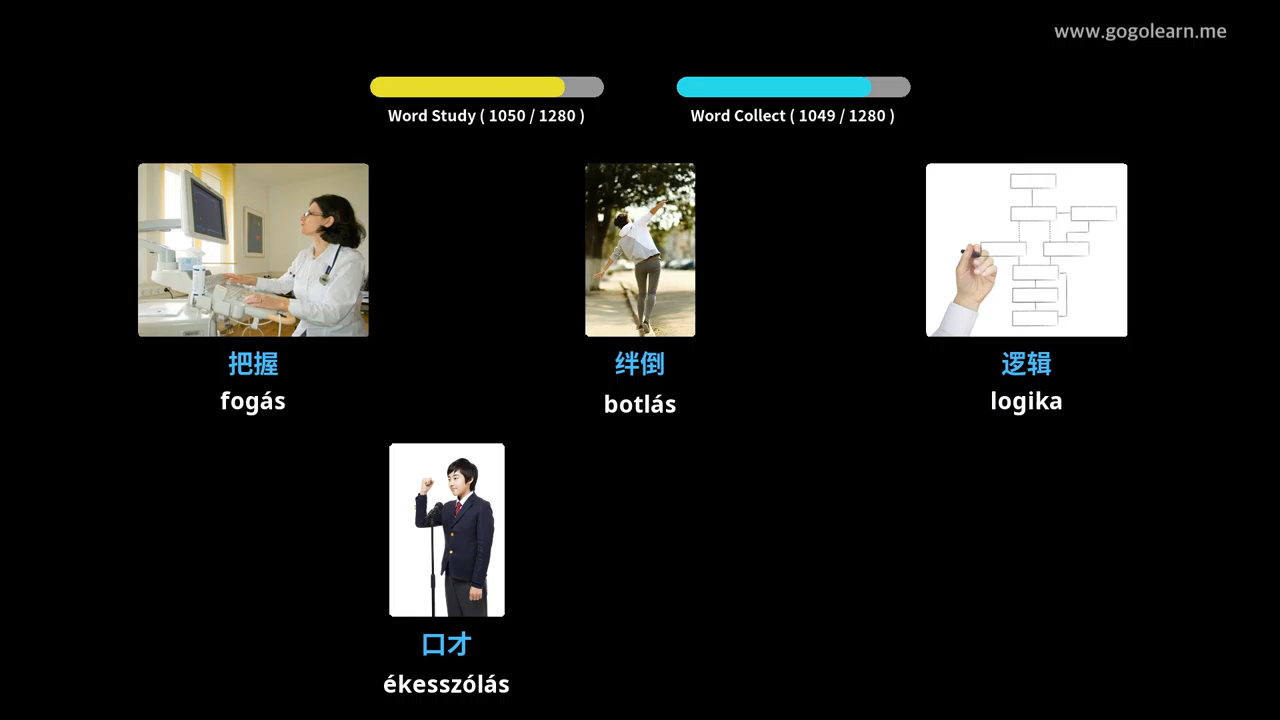 www.gogolearn.me
Word Study ( 1050 / 1280 )
Word Collect ( 1049 / 1280 )
把握
fogás
绊倒
botlás
逻辑
logika
口才
ékesszólás